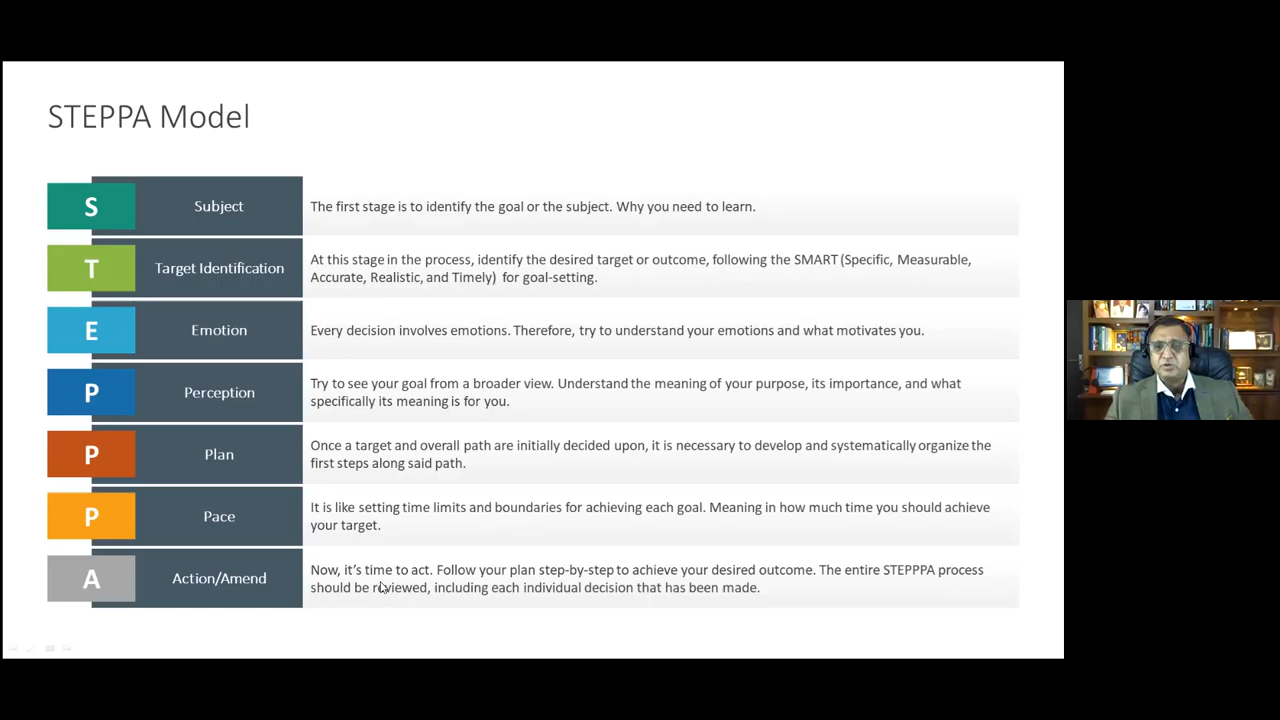 STEPPA Model
S
Subject
The first stage is to identify the goal or the subject. Why you need to learn.
T
Target Identification
At this stage in the process, identify the desired target or outcome, following the SMART (Specific, Measurable,
Accurate, Realistic, and Timely) for goal-setting.
E
Emotion
Every decision involves emotions. Therefore, try to understand your emotions and what motivates you.
P
Perception
Try to see your goal from a broader view. Understand the meaning of your purpose, its importance, and what
specifically its meaning is for you.
P
Plan
Once a target and overall path are initially decided upon, it is necessary to develop and systematically organize the
first steps along said path.
P
Pace
It is like setting time limits and boundaries for achieving each goal. Meaning in how much time you should achieve
your target.
A
Action/Amend
Now, it’s time to act. Follow your plan step-by-step to achieve your desired outcome. The entire STEPPPA process
should be reviewed, including each individual decision that has been made.